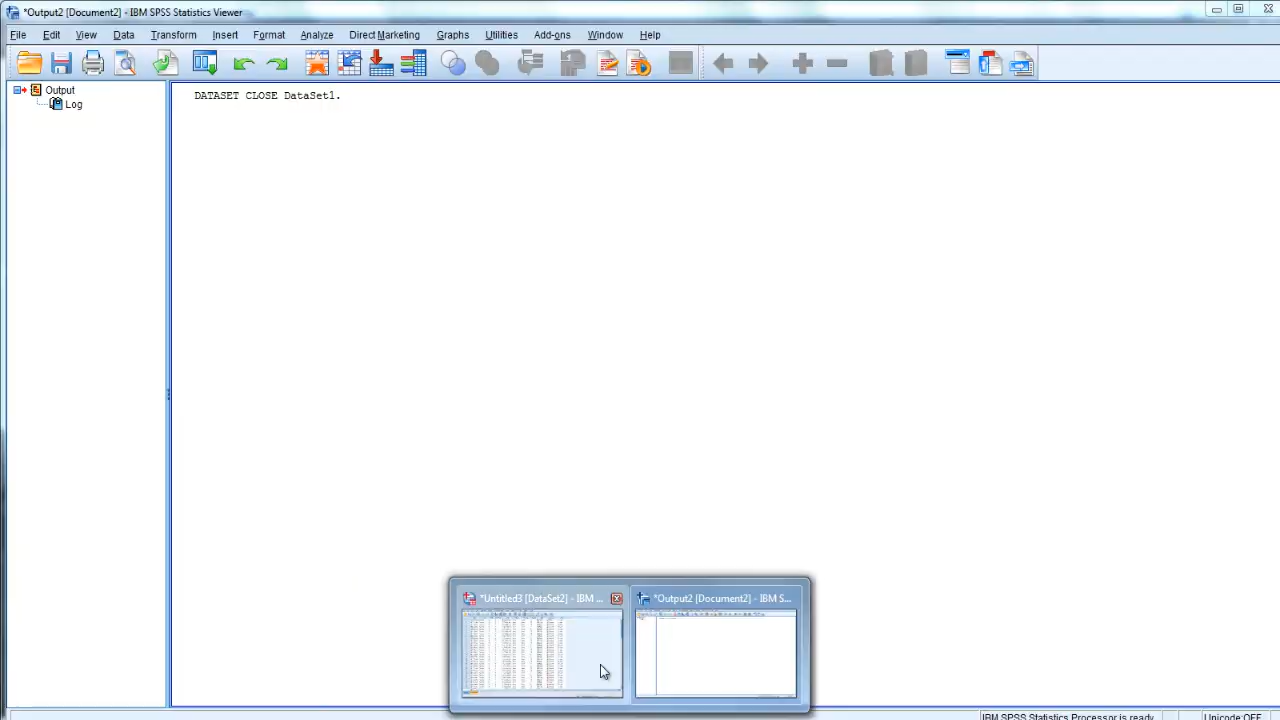 *Output2 [Document2] - IBM SPSS Statistics Viewer
File Edit View Data Transform Insert Format Analyze Direct Marketing Graphs Utilities Add-ons Window Help
Output
Log
DATASET CLOSE DataSet1.
*Untitled3 [DataSet2] - IBM ...
*Output2 [Document2] - IBM S...
IBM SPSS Statistics Processor is ready
Unicode:OFF